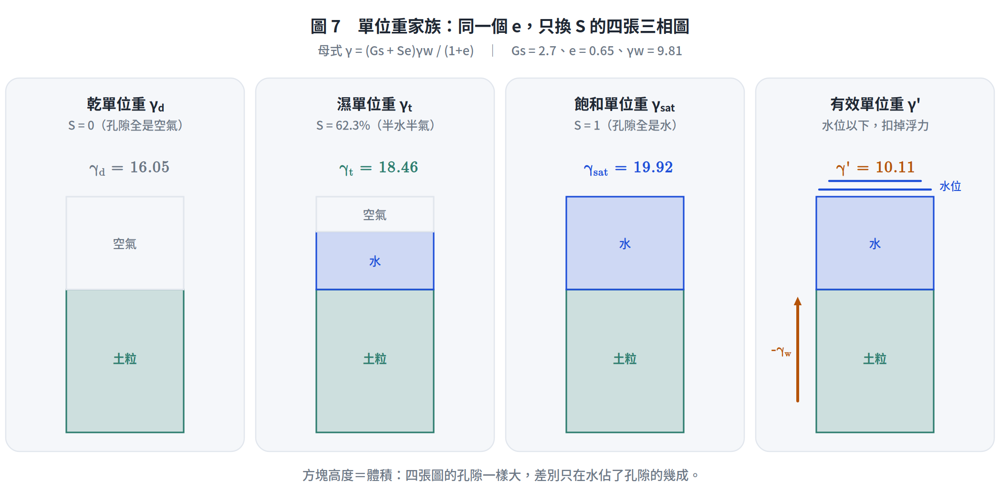 圖 7　單位重家族：同一個 e，只換 S 的四張三相圖
母式 γ = (Gs + Se)γw / (1+e) ｜ Gs = 2.7、e = 0.65、γw = 9.81
乾單位重 γd
S = 0（孔隙全是空氣）
γd = 16.05
空氣
土粒
濕單位重 γt
S = 62.3%（半水半氣）
γt = 18.46
空氣
水
土粒
飽和單位重 γsat
S = 1（孔隙全是水）
γsat = 19.92
水
土粒
有效單位重 γ'
水位以下，扣掉浮力
γ' = 10.11
水位
水
-γw
土粒
方塊高度＝體積：四張圖的孔隙一樣大，差別只在水佔了孔隙的幾成。